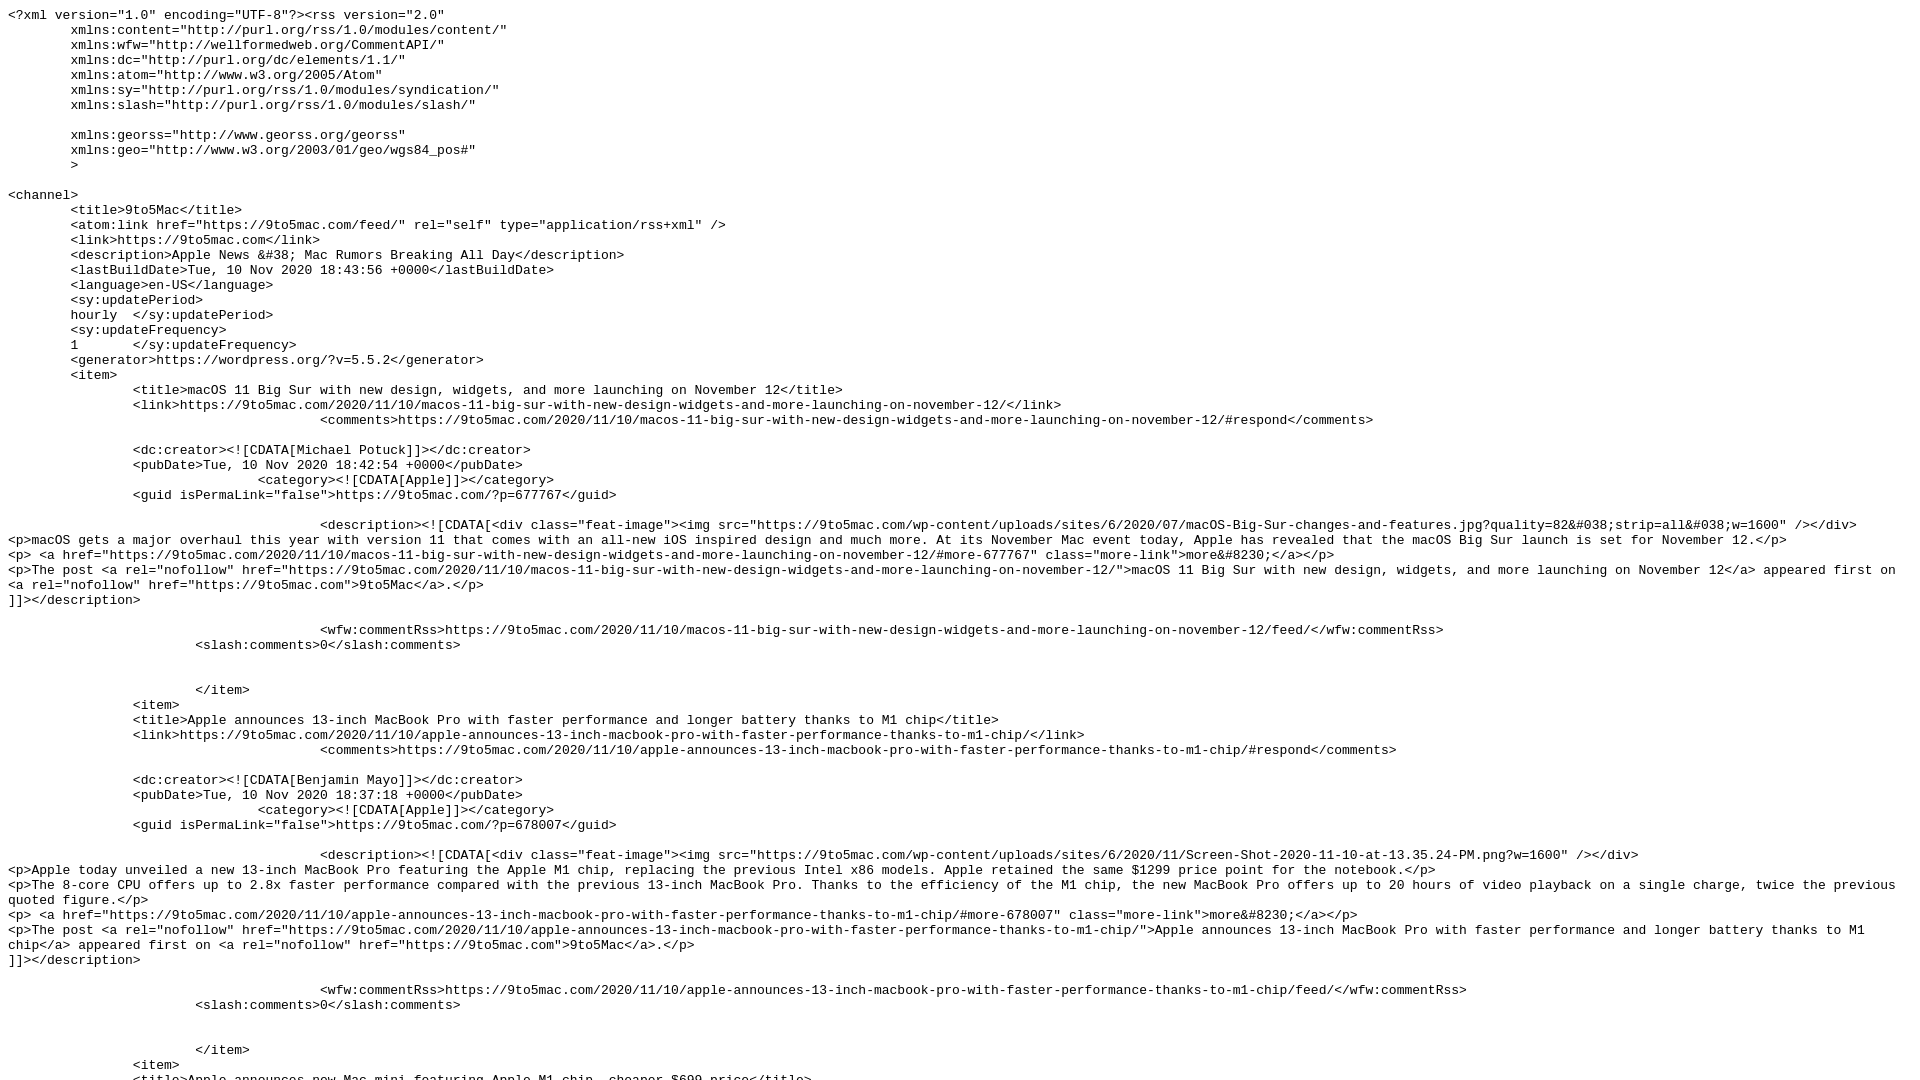 <?xml version="1.0" encoding="UTF-8"?><rss version="2.0"
xmlns:content="http://purl.org/rss/1.0/modules/content/"
xmlns:wfw="http://wellformedweb.org/CommentAPI/"
xmlns:dc="http://purl.org/dc/elements/1.1/"
xmlns:atom="http://www.w3.org/2005/Atom"
xmlns:sy="http://purl.org/rss/1.0/modules/syndication/"
xmlns:slash="http://purl.org/rss/1.0/modules/slash/"
xmlns:georss="http://www.georss.org/georss"
xmlns:geo="http://www.w3.org/2003/01/geo/wgs84_pos#"
>
<channel>
<title>9to5Mac</title>
<atom:link href="https://9to5mac.com/feed/" rel="self" type="application/rss+xml" />
<link>https://9to5mac.com</link>
<description>Apple News &#38; Mac Rumors Breaking All Day</description>
<lastBuildDate>Tue, 10 Nov 2020 18:43:56 +0000</lastBuildDate>
<language>en-US</language>
<sy:updatePeriod>
hourly </sy:updatePeriod>
<sy:updateFrequency>
1 </sy:updateFrequency>
<generator>https://wordpress.org/?v=5.5.2</generator>
<item>
<title>macOS 11 Big Sur with new design, widgets, and more launching on November 12</title>
<link>https://9to5mac.com/2020/11/10/macos-11-big-sur-with-new-design-widgets-and-more-launching-on-november-12/</link>
<comments>https://9to5mac.com/2020/11/10/macos-11-big-sur-with-new-design-widgets-and-more-launching-on-november-12/#respond</comments>
<dc:creator><![CDATA[Michael Potuck]]></dc:creator>
<pubDate>Tue, 10 Nov 2020 18:42:54 +0000</pubDate>
<category><![CDATA[Apple]]></category>
<guid isPermaLink="false">https://9to5mac.com/?p=677767</guid>
<description><![CDATA[<div class="feat-image"><img src="https://9to5mac.com/wp-content/uploads/sites/6/2020/07/macOS-Big-Sur-changes-and-features.jpg?quality=82&#038;strip=all&#038;w=1600" /></div>
<p>macOS gets a major overhaul this year with version 11 that comes with an all-new iOS inspired design and much more. At its November Mac event today, Apple has revealed that the macOS Big Sur launch is set for November 12.</p>
<p> <a href="https://9to5mac.com/2020/11/10/macos-11-big-sur-with-new-design-widgets-and-more-launching-on-november-12/#more-677767" class="more-link">more&#8230;</a></p>
<p>The post <a rel="nofollow" href="https://9to5mac.com/2020/11/10/macos-11-big-sur-with-new-design-widgets-and-more-launching-on-november-12/">macOS 11 Big Sur with new design, widgets, and more launching on November 12</a> appeared first on
<a rel="nofollow" href="https://9to5mac.com">9to5Mac</a>.</p>
]]></description>
<wfw:commentRss>https://9to5mac.com/2020/11/10/macos-11-big-sur-with-new-design-widgets-and-more-launching-on-november-12/feed/</wfw:commentRss>
<slash:comments>0</slash:comments>
</item>
<item>
<title>Apple announces 13-inch MacBook Pro with faster performance and longer battery thanks to M1 chip</title>
<link>https://9to5mac.com/2020/11/10/apple-announces-13-inch-macbook-pro-with-faster-performance-thanks-to-m1-chip/</link>
<comments>https://9to5mac.com/2020/11/10/apple-announces-13-inch-macbook-pro-with-faster-performance-thanks-to-m1-chip/#respond</comments>
<dc:creator><![CDATA[Benjamin Mayo]]></dc:creator>
<pubDate>Tue, 10 Nov 2020 18:37:18 +0000</pubDate>
<category><![CDATA[Apple]]></category>
<guid isPermaLink="false">https://9to5mac.com/?p=678007</guid>
<description><![CDATA[<div class="feat-image"><img src="https://9to5mac.com/wp-content/uploads/sites/6/2020/11/Screen-Shot-2020-11-10-at-13.35.24-PM.png?w=1600" /></div>
<p>Apple today unveiled a new 13-inch MacBook Pro featuring the Apple M1 chip, replacing the previous Intel x86 models. Apple retained the same $1299 price point for the notebook.</p>
<p>The 8-core CPU offers up to 2.8x faster performance compared with the previous 13-inch MacBook Pro. Thanks to the efficiency of the M1 chip, the new MacBook Pro offers up to 20 hours of video playback on a single charge, twice the previous
quoted figure.</p>
<p> <a href="https://9to5mac.com/2020/11/10/apple-announces-13-inch-macbook-pro-with-faster-performance-thanks-to-m1-chip/#more-678007" class="more-link">more&#8230;</a></p>
<p>The post <a rel="nofollow" href="https://9to5mac.com/2020/11/10/apple-announces-13-inch-macbook-pro-with-faster-performance-thanks-to-m1-chip/">Apple announces 13-inch MacBook Pro with faster performance and longer battery thanks to M1
chip</a> appeared first on <a rel="nofollow" href="https://9to5mac.com">9to5Mac</a>.</p>
]]></description>
<wfw:commentRss>https://9to5mac.com/2020/11/10/apple-announces-13-inch-macbook-pro-with-faster-performance-thanks-to-m1-chip/feed/</wfw:commentRss>
<slash:comments>0</slash:comments>
</item>
<item>
<title>Apple announces new Mac mini featuring Apple M1 chip, cheaper $699 price</title>